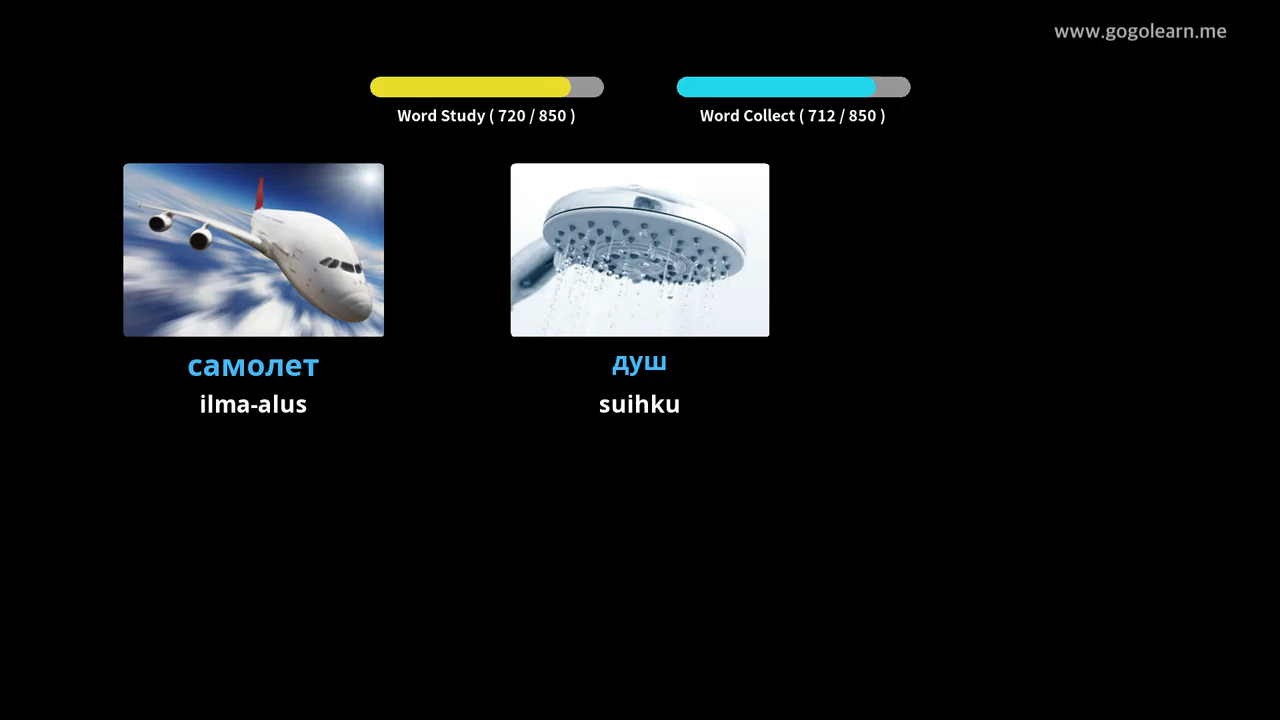 www.gogolearn.me
Word Study ( 720 / 850 )
Word Collect ( 712 / 850 )
самолет
ilma-alus
душ
suihku